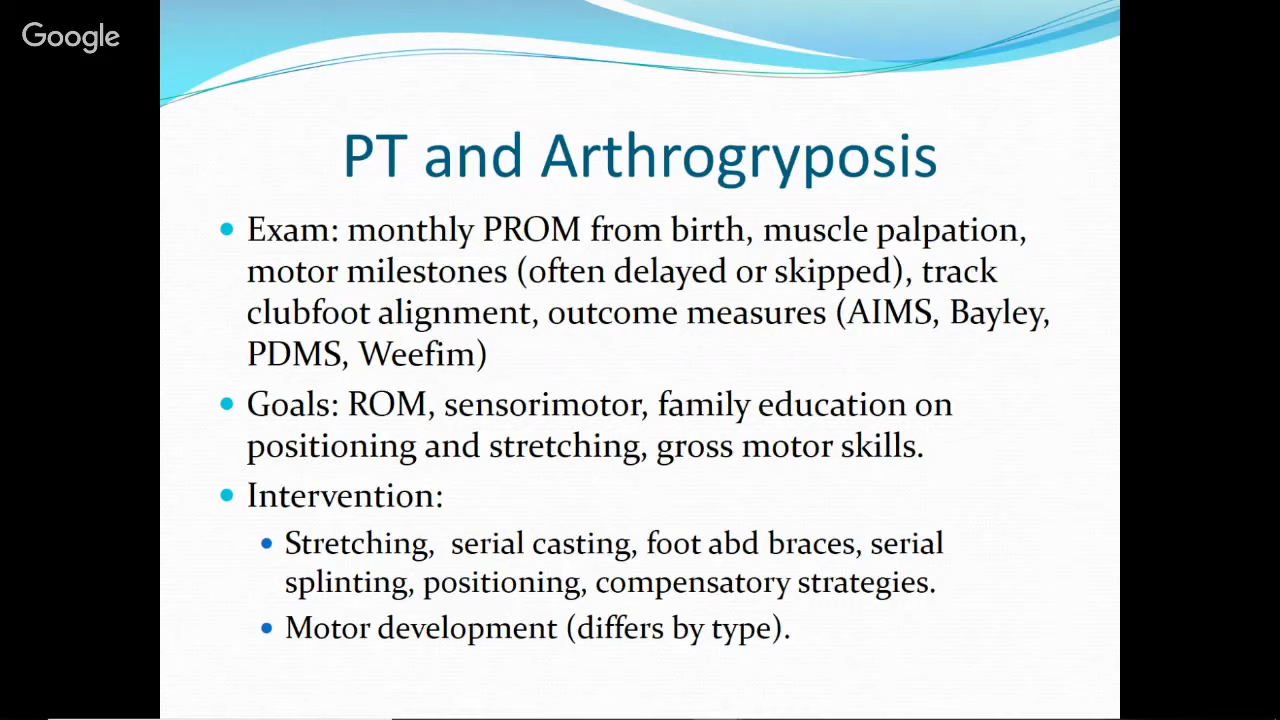 Google
PT and Arthrogryposis
• Exam: monthly PROM from birth, muscle palpation,
motor milestones (often delayed or skipped), track
clubfoot alignment, outcome measures (AIMS, Bayley,
PDMS, Weefim)
• Goals: ROM, sensorimotor, family education on
positioning and stretching, gross motor skills.
• Intervention:
• Stretching,  serial casting, foot abd braces, serial
splinting, positioning, compensatory strategies.
• Motor development (differs by type).